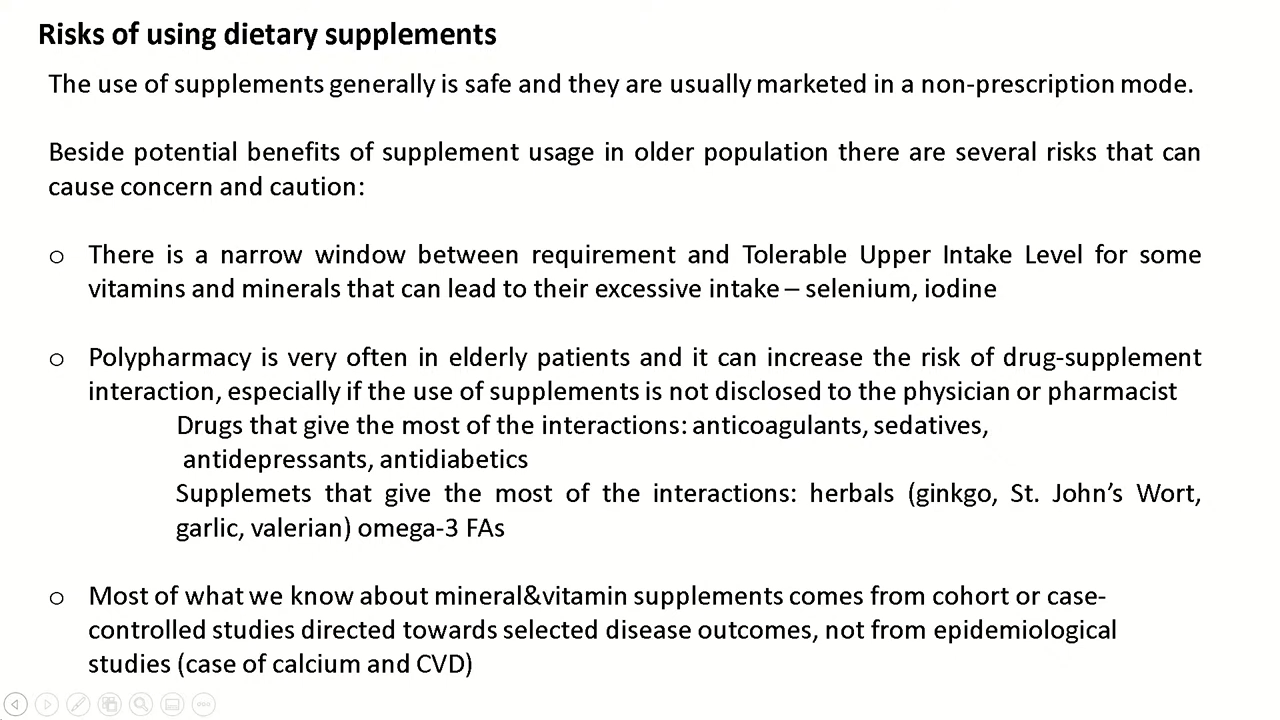 Risks of using dietary supplements
The use of supplements generally is safe and they are usually marketed in a non-prescription mode.
Beside potential benefits of supplement usage in older population there are several risks that can
cause concern and caution:
o There is a narrow window between requirement and Tolerable Upper Intake Level for some
vitamins and minerals that can lead to their excessive intake – selenium, iodine
o Polypharmacy is very often in elderly patients and it can increase the risk of drug-supplement
interaction, especially if the use of supplements is not disclosed to the physician or pharmacist
Drugs that give the most of the interactions: anticoagulants, sedatives,
antidepressants, antidiabetics
Supplemets that give the most of the interactions: herbals (ginkgo, St. John’s Wort,
garlic, valerian) omega-3 FAs
o Most of what we know about mineral&vitamin supplements comes from cohort or case-
controlled studies directed towards selected disease outcomes, not from epidemiological
studies (case of calcium and CVD)